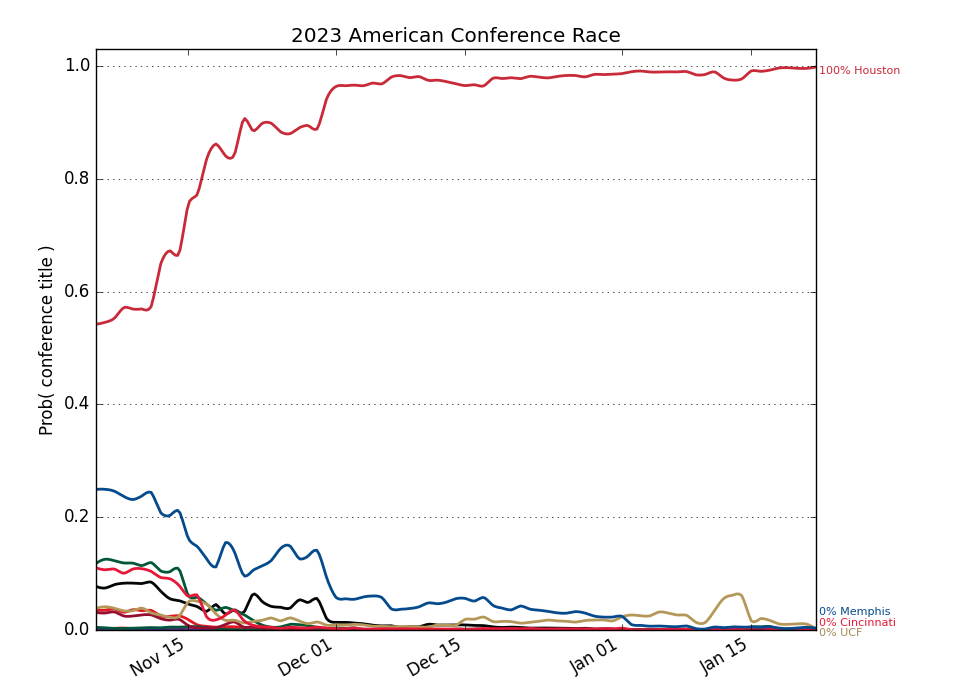 2023 American Conference Race
Prob( conference title )
1.0
0.8
0.6
0.4
0.2
0.0
Nov 15
Dec 01
Dec 15
Jan 01
Jan 15
100% Houston
0% Memphis
0% Cincinnati
0% UCF